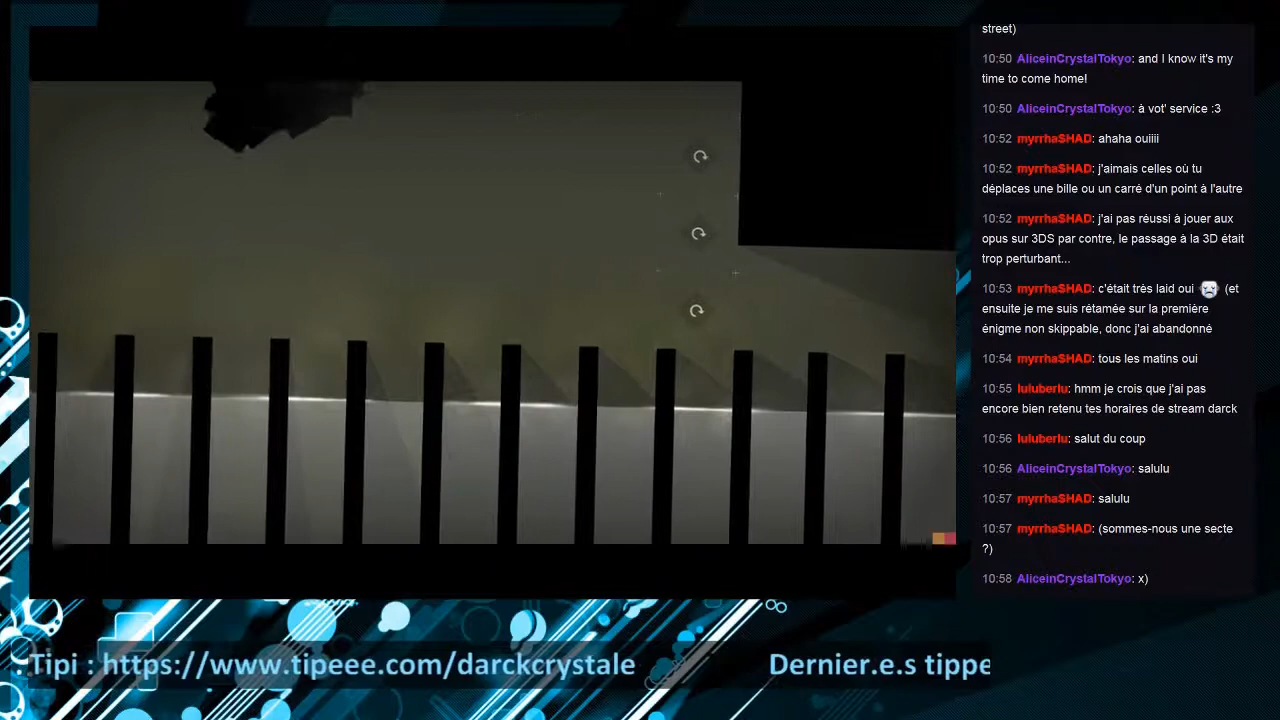 street)
10:50 AliceinCrystalTokyo: and I know it's my
time to come home!
10:50 AliceinCrystalTokyo: à vot' service :3
10:52 myrrhaSHAD: ahaha ouiiii
10:52 myrrhaSHAD: j'aimais celles où tu
déplaces une bille ou un carré d'un point à l'autre
10:52 myrrhaSHAD: j'ai pas réussi à jouer aux
opus sur 3DS par contre, le passage à la 3D était
trop perturbant...
10:53 myrrhaSHAD: c'était très laid oui (et
ensuite je me suis rétamée sur la première
énigme non skippable, donc j'ai abandonné
10:54 myrrhaSHAD: tous les matins oui
10:55 luluberlu: hmm je crois que j'ai pas
encore bien retenu tes horaires de stream darck
10:56 luluberlu: salut du coup
10:56 AliceinCrystalTokyo: salulu
10:57 myrrhaSHAD: salulu
10:57 myrrhaSHAD: (sommes-nous une secte
?)
10:58 AliceinCrystalTokyo: x)
Tipi : https://www.tipeee.com/darckcrystale Dernier.e.s tippe